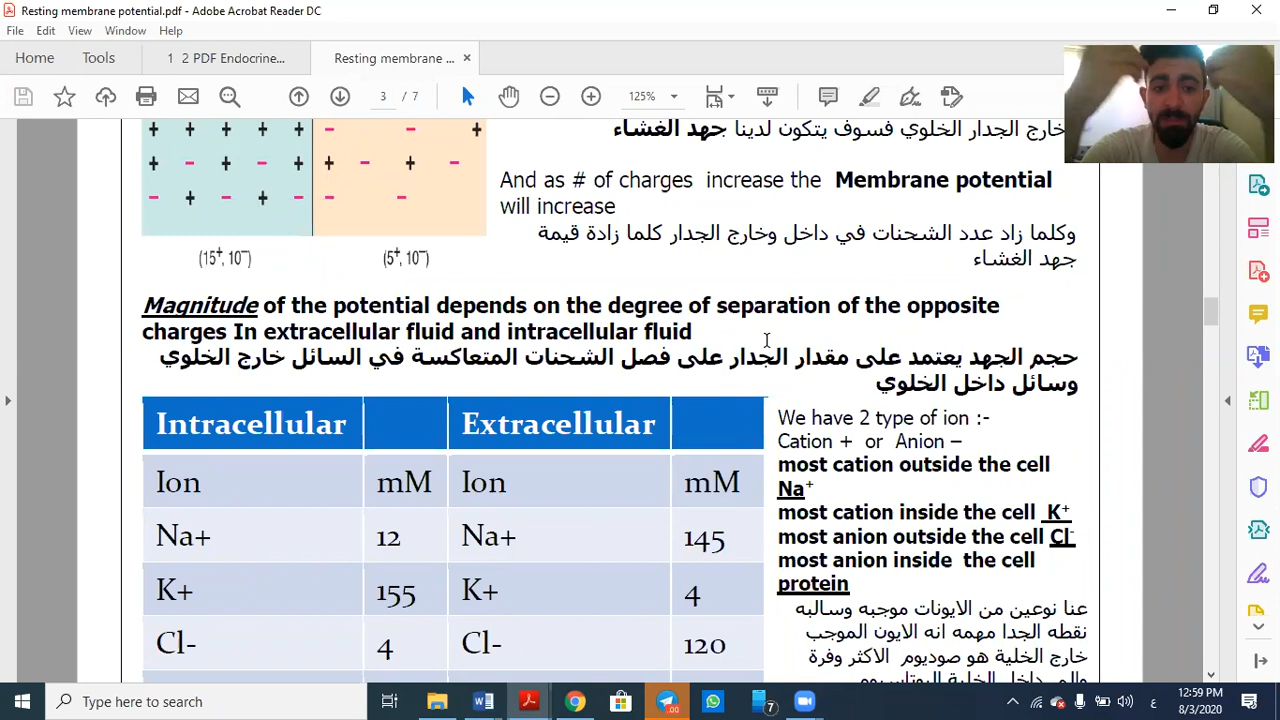 Resting membrane potential.pdf - Adobe Acrobat Reader DC
File Edit View Window Help
Home Tools 1 2 PDF Endocrine... Resting membrane ... ×
3 / 7 125%
خارج الجدار الخلوي فسوف يتكون لدينا جهد الغشاء
+ + + + + - - +
+ - + - + + - + -
- + - + - - -
And as # of charges increase the Membrane potential
will increase
وكلما زاد عدد الشحنات في داخل وخارج الجدار كلما زادة قيمة
جهد الغشاء
(15+, 10−) (5+, 10−)
Magnitude of the potential depends on the degree of separation of the opposite
charges In extracellular fluid and intracellular fluid
حجم الجهد يعتمد على مقدار الجدار على فصل الشحنات المتعاكسة في السائل خارج الخلوي
وسائل داخل الخلوي
Intracellular Extracellular
Ion mM Ion mM
Na+ 12 Na+ 145
K+ 155 K+ 4
Cl- 4 Cl- 120
We have 2 type of ion :-
Cation + or Anion –
most cation outside the cell
Na+
most cation inside the cell K+
most anion outside the cell Cl-
most anion inside the cell
protein
عنا نوعين من الايونات موجبه وسالبه
نقطه الجدا مهمه انه الايون الموجب
خارج الخلية هو صوديوم الاكثر وفرة
داخل الخلية البوتاسيوم
Type here to search
7
ع
12:59 PM
8/3/2020